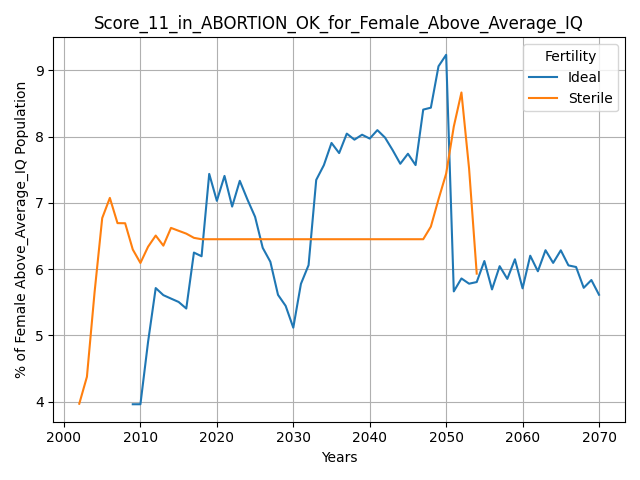 Score_11_in_ABORTION_OK_for_Female_Above_Average_IQ
Fertility
Ideal
Sterile
% of Female Above_Average_IQ Population
9
8
7
6
5
4
2000 2010 2020 2030 2040 2050 2060 2070
Years